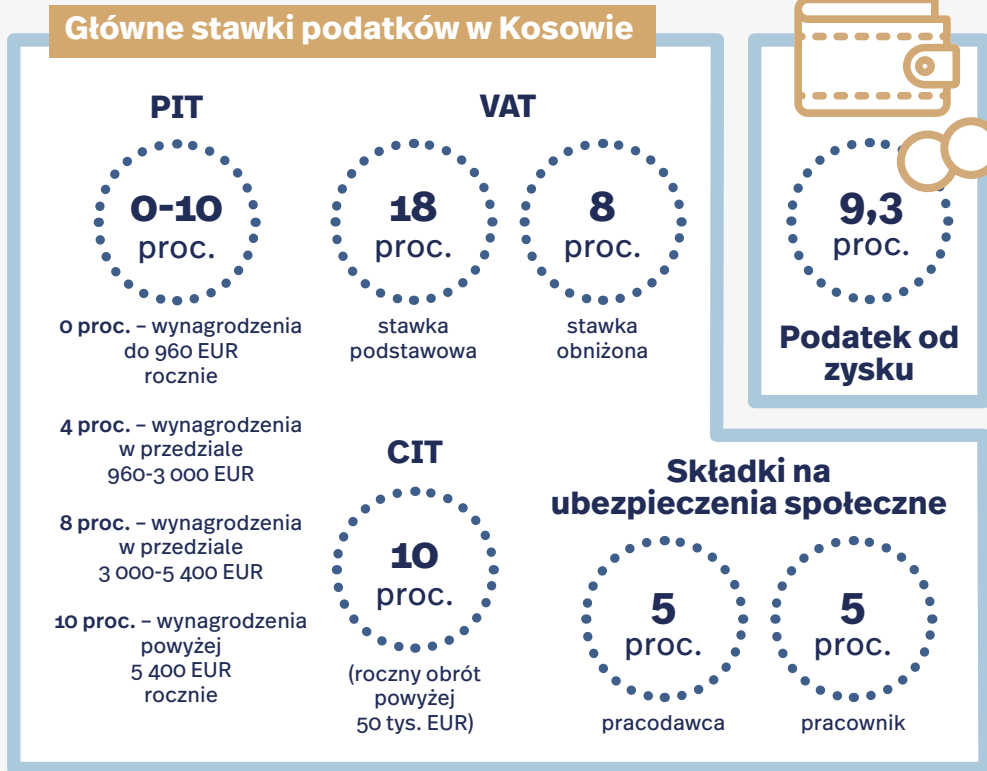 Główne stawki podatków w Kosowie
PIT
0-10
proc.
0 proc. – wynagrodzenia
do 960 EUR
rocznie
4 proc. – wynagrodzenia
w przedziale
960-3 000 EUR
8 proc. – wynagrodzenia
w przedziale
3 000-5 400 EUR
10 proc. – wynagrodzenia
powyżej
5 400 EUR
rocznie
VAT
18
proc.
stawka
podstawowa
8
proc.
stawka
obniżona
CIT
10
proc.
(roczny obrót
powyżej
50 tys. EUR)
9,3
proc.
Podatek od
zysku
Składki na
ubezpieczenia społeczne
5
proc.
pracodawca
5
proc.
pracownik